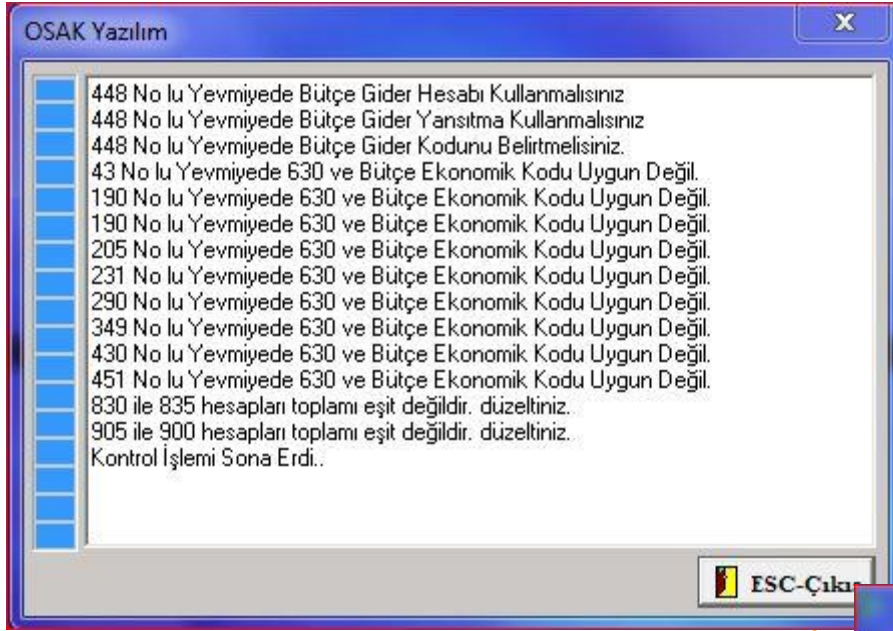 OSAK Yazılım
448 No lu Yevmiyede Bütçe Gider Hesabı Kullanmalısınız
448 No lu Yevmiyede Bütçe Gider Yansıtma Kullanmalısınız
448 No lu Yevmiyede Bütçe Gider Kodunu Belirtmelisiniz.
43 No lu Yevmiyede 630 ve Bütçe Ekonomik Kodu Uygun Değil.
190 No lu Yevmiyede 630 ve Bütçe Ekonomik Kodu Uygun Değil.
190 No lu Yevmiyede 630 ve Bütçe Ekonomik Kodu Uygun Değil.
205 No lu Yevmiyede 630 ve Bütçe Ekonomik Kodu Uygun Değil.
231 No lu Yevmiyede 630 ve Bütçe Ekonomik Kodu Uygun Değil.
290 No lu Yevmiyede 630 ve Bütçe Ekonomik Kodu Uygun Değil.
349 No lu Yevmiyede 630 ve Bütçe Ekonomik Kodu Uygun Değil.
430 No lu Yevmiyede 630 ve Bütçe Ekonomik Kodu Uygun Değil.
451 No lu Yevmiyede 630 ve Bütçe Ekonomik Kodu Uygun Değil.
830 ile 835 hesapları toplamı eşit değildir. düzeltiniz.
905 ile 900 hesapları toplamı eşit değildir. düzeltiniz.
Kontrol İşlemi Sona Erdi..
ESC-Çıkış